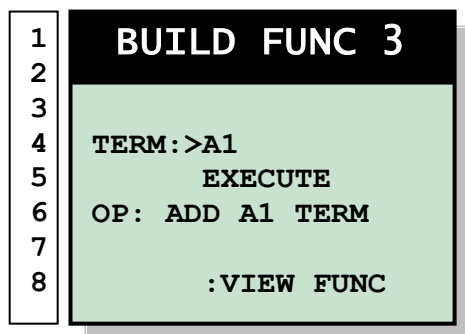 1
BUILD FUNC 3
2
3
4 TERM:>A1
5 EXECUTE
6 OP: ADD A1 TERM
7
8 :VIEW FUNC